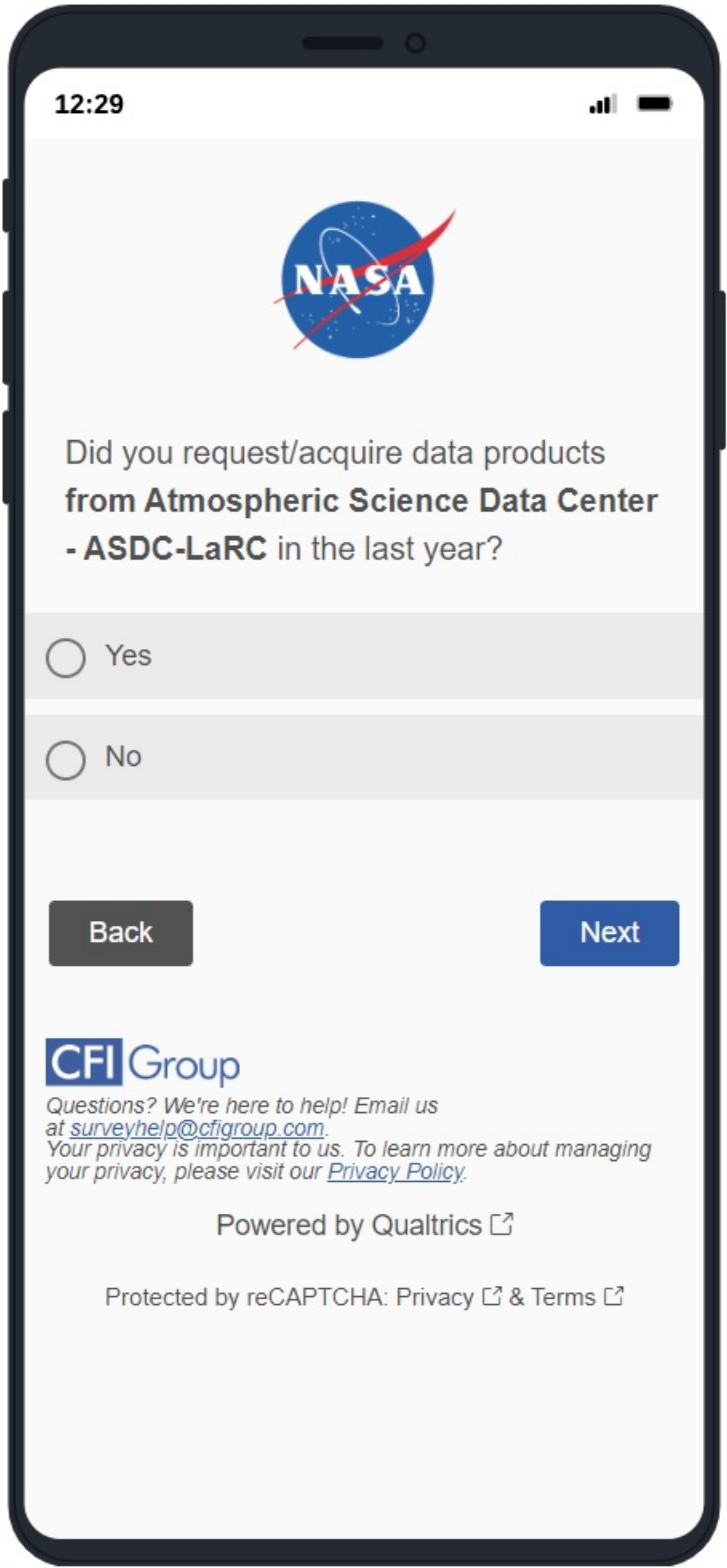 12:29
NASA
Did you request/acquire data products
from Atmospheric Science Data Center
- ASDC-LaRC in the last year?
Yes
No
Back
Next
CFI Group
Questions? We're here to help! Email us
at surveyhelp@cfigroup.com.
Your privacy is important to us. To learn more about managing
your privacy, please visit our Privacy Policy.
Powered by Qualtrics
Protected by reCAPTCHA: Privacy & Terms